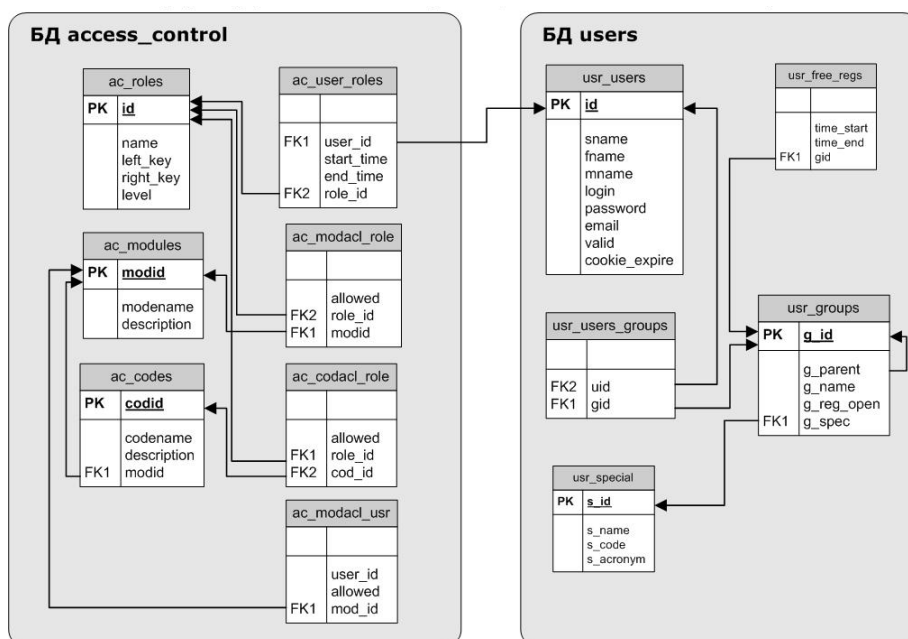 БД access_control
ac_roles
PK id
name
left_key
right_key
level
ac_user_roles
FK1 user_id
start_time
end_time
FK2 role_id
ac_modules
PK modid
modename
description
ac_modacl_role
allowed
FK2 role_id
FK1 modid
ac_codes
PK codid
codename
description
FK1 modid
ac_codacl_role
allowed
FK1 role_id
FK2 cod_id
ac_modacl_usr
user_id
allowed
FK1 mod_id
БД users
usr_users
PK id
sname
fname
mname
login
password
email
valid
cookie_expire
usr_free_regs
time_start
time_end
FK1 gid
usr_users_groups
FK2 uid
FK1 gid
usr_groups
PK g_id
g_parent
g_name
g_reg_open
FK1 g_spec
usr_special
PK s_id
s_name
s_code
s_acronym